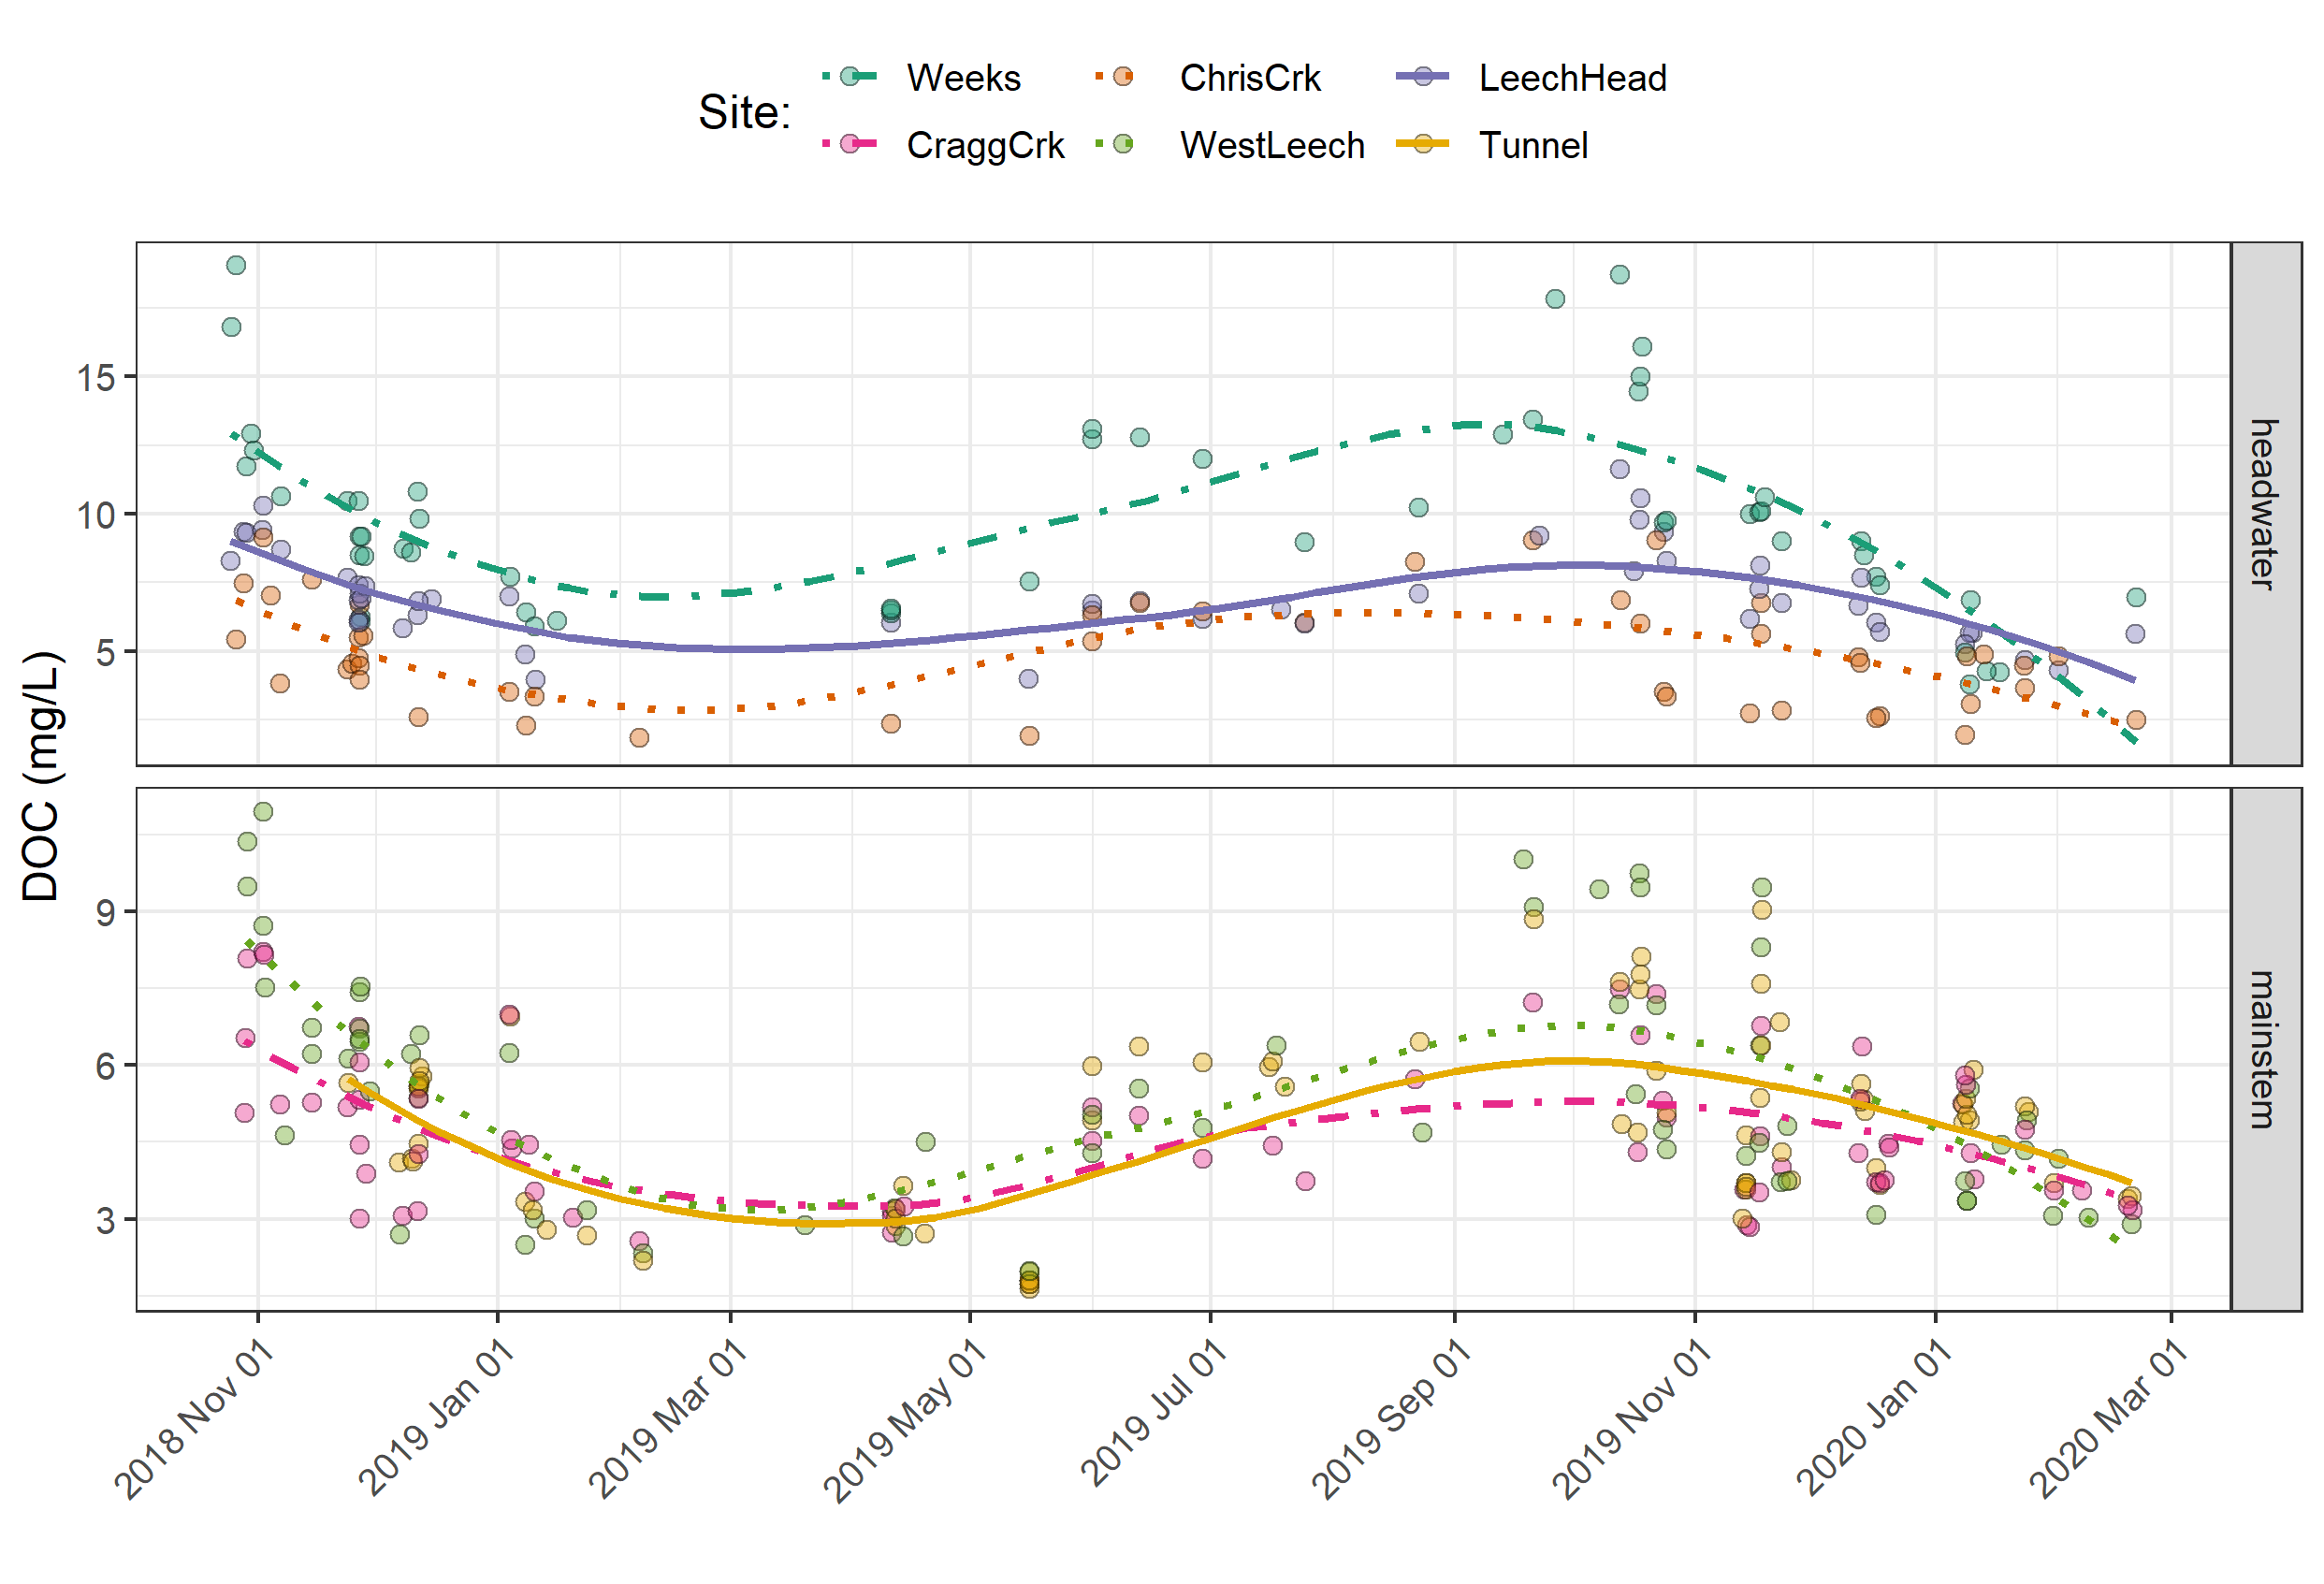 Site:
Weeks
ChrisCrk
LeechHead
CraggCrk
WestLeech
Tunnel
DOC (mg/L)
15
10
5
headwater
9
6
3
mainstem
2018 Nov 01
2019 Jan 01
2019 Mar 01
2019 May 01
2019 Jul 01
2019 Sep 01
2019 Nov 01
2020 Jan 01
2020 Mar 01